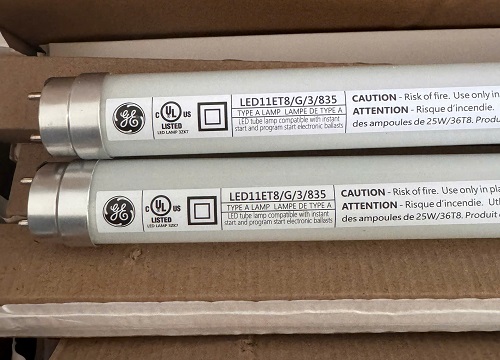 GE
C UL US
LISTED
LED LAMP 32X7
LED11ET8/G/3/835
TYPE A LAMP LAMPE DE TYPE A
LED tube lamp compatible with instant
start and program start electronic ballasts
CAUTION - Risk of fire. Use only in
ATTENTION - Risque d'incendie.
des ampoules de 25W/36T8. Produ
GE
C UL US
LISTED
LED LAMP 32X7
LED11ET8/G/3/835
TYPE A LAMP LAMPE DE TYPE A
LED tube lamp compatible with instant
start and program start electronic ballasts
CAUTION - Risk of fire. Use only in pla
ATTENTION - Risque d'incendie. Utl
des ampoules de 25W/36T8. Produit